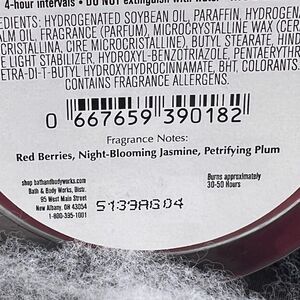 4-hour intervals • DO NOT extinguish with water
EDIENTS: HYDROGENATED SOYBEAN OIL, PARAFFIN, HYDROGEN
ALM OIL, FRAGRANCE (PARFUM), MICROCRYSTALLINE WAX (CER
CRISTALLINA, CIRE MICROCRISTALLINE), BUTYL STEARATE, IN
E LIGHT STABILIZER, HYDROXYL-BENZOTRIAZOLE, PENTAERYTHR
ETRA-DI-T-BUTYL HYDROXYHYDROCINNAMATE, BHT, COLORANTS.
CONTAINS FRAGRANCE ALLERGENS.
0 667659 390182
Fragrance Notes:
Red Berries, Night-Blooming Jasmine, Petrifying Plum
shop bathandbodyworks.com
Bath & Body Works, Distr.
95 West Main Street
New Albany, OH 43054
1-800-395-1001
Burns approximately
30-50 Hours
5139AG04